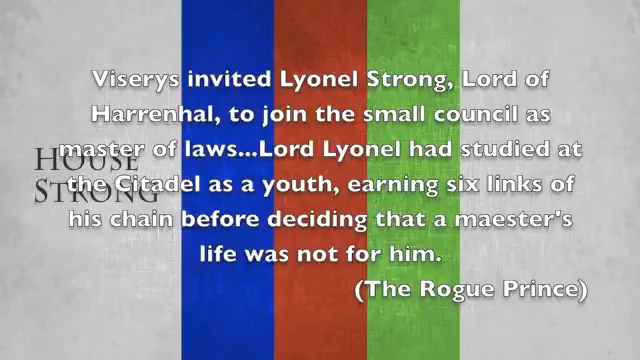 Viserys invited Lyonel Strong, Lord of
Harrenhal, to join the small council as
master of laws...Lord Lyonel had studied at
the Citadel as a youth, earning six links of
his chain before deciding that a maester's
life was not for him.
(The Rogue Prince)
HOUSE
STRONG